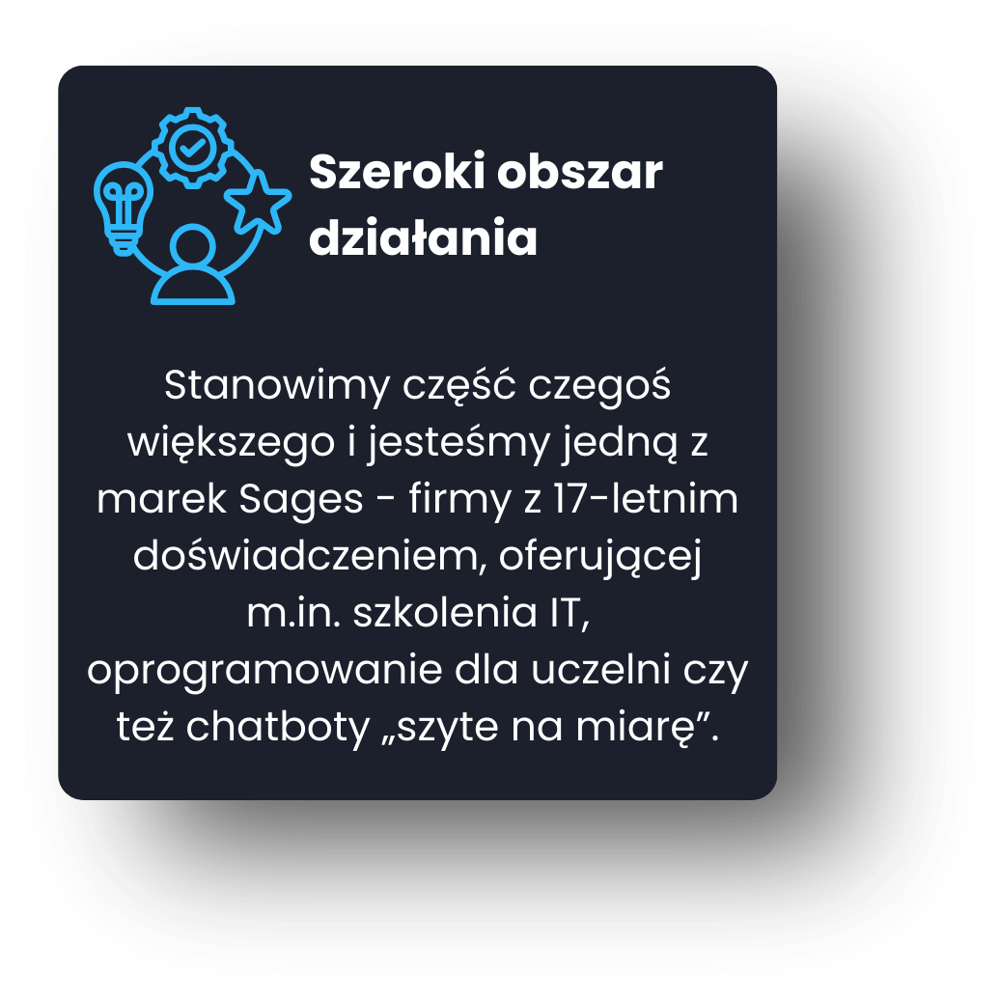 Szeroki obszar
działania
Stanowimy część czegoś
większego i jesteśmy jedną z
marek Sages - firmy z 17-letnim
doświadczeniem, oferującej
m.in. szkolenia IT,
oprogramowanie dla uczelni czy
też chatboty „szyte na miarę”.